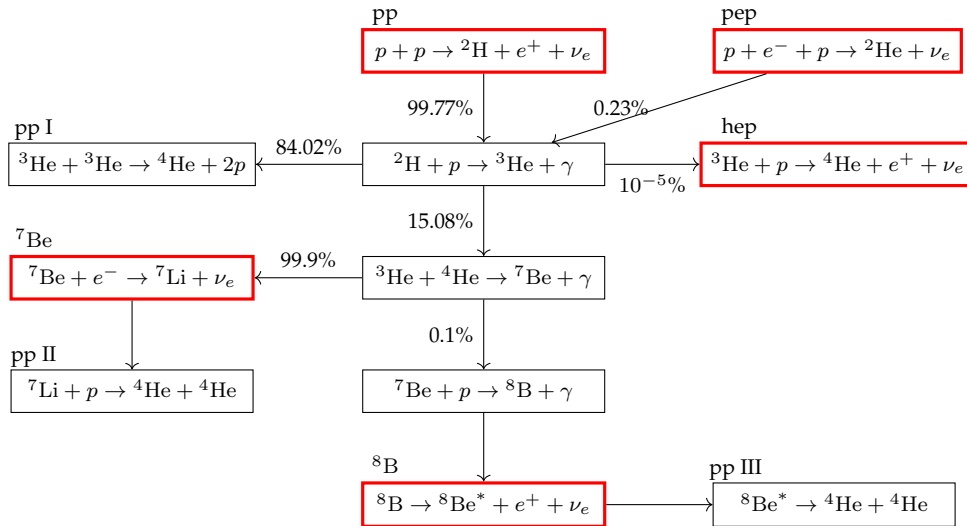 pp
pep
p + p → ²H + e⁺ + νₑ
p + e⁻ + p → ²He + νₑ
99.77%
0.23%
pp I
84.02%
hep
³He + ³He → ⁴He + 2p
²H + p → ³He + γ
³He + p → ⁴He + e⁺ + νₑ
10⁻⁵%
15.08%
⁷Be
99.9%
⁷Be + e⁻ → ⁷Li + νₑ
³He + ⁴He → ⁷Be + γ
0.1%
pp II
⁷Li + p → ⁴He + ⁴He
⁷Be + p → ⁸B + γ
⁸B
pp III
⁸B → ⁸Be* + e⁺ + νₑ
⁸Be* → ⁴He + ⁴He